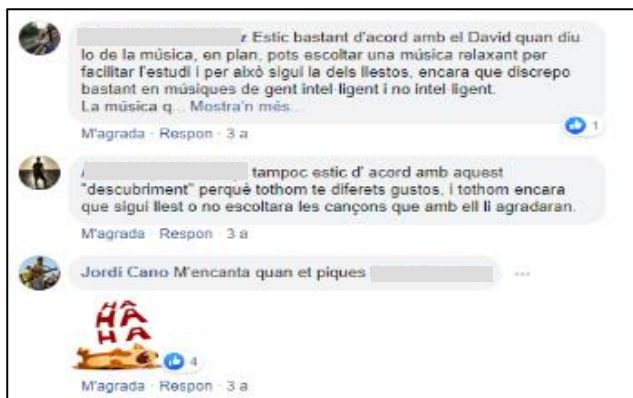 z Estic bastant d'acord amb el David quan diu
lo de la música, en plan, pots escoltar una música relaxant per
facilitar l'estudi i per això sigui la dels llestos, encara que discrepo
bastant en músiques de gent intel·ligent i no intel·ligent.
La música q... Mostra'n més...
1
M'agrada · Respon · 3 a
tampoc estic d' acord amb aquest
"descubriment" perquè tothom te diferets gustos, i tothom encara
que sigui llest o no escoltara les cançons que amb ell li agradaran.
M'agrada · Respon · 3 a
Jordi Cano M'encanta quan et piques
HA
HA
4
M'agrada · Respon · 3 a